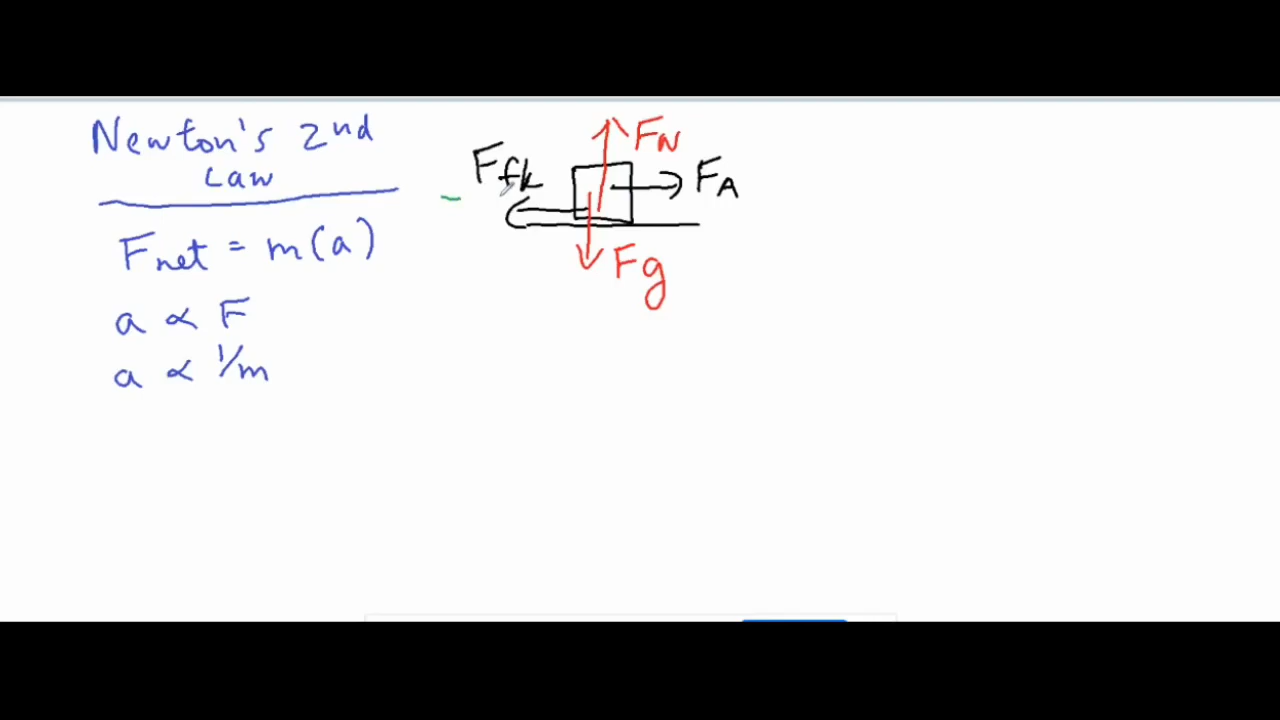 Newton's 2nd
Law
Fnet = m(a)
a ∝ F
a ∝ 1/m
-
Ffk
FN
FA
Fg